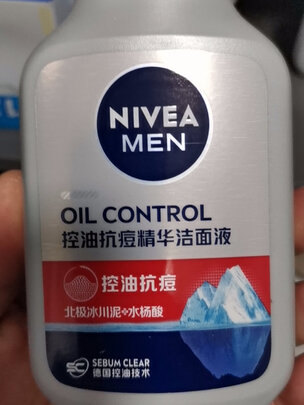 NIVEA
MEN
OIL CONTROL
控油抗痘精华洁面液
控油抗痘
北极冰川泥+水杨酸
SEBUM CLEAR
德国控油技术